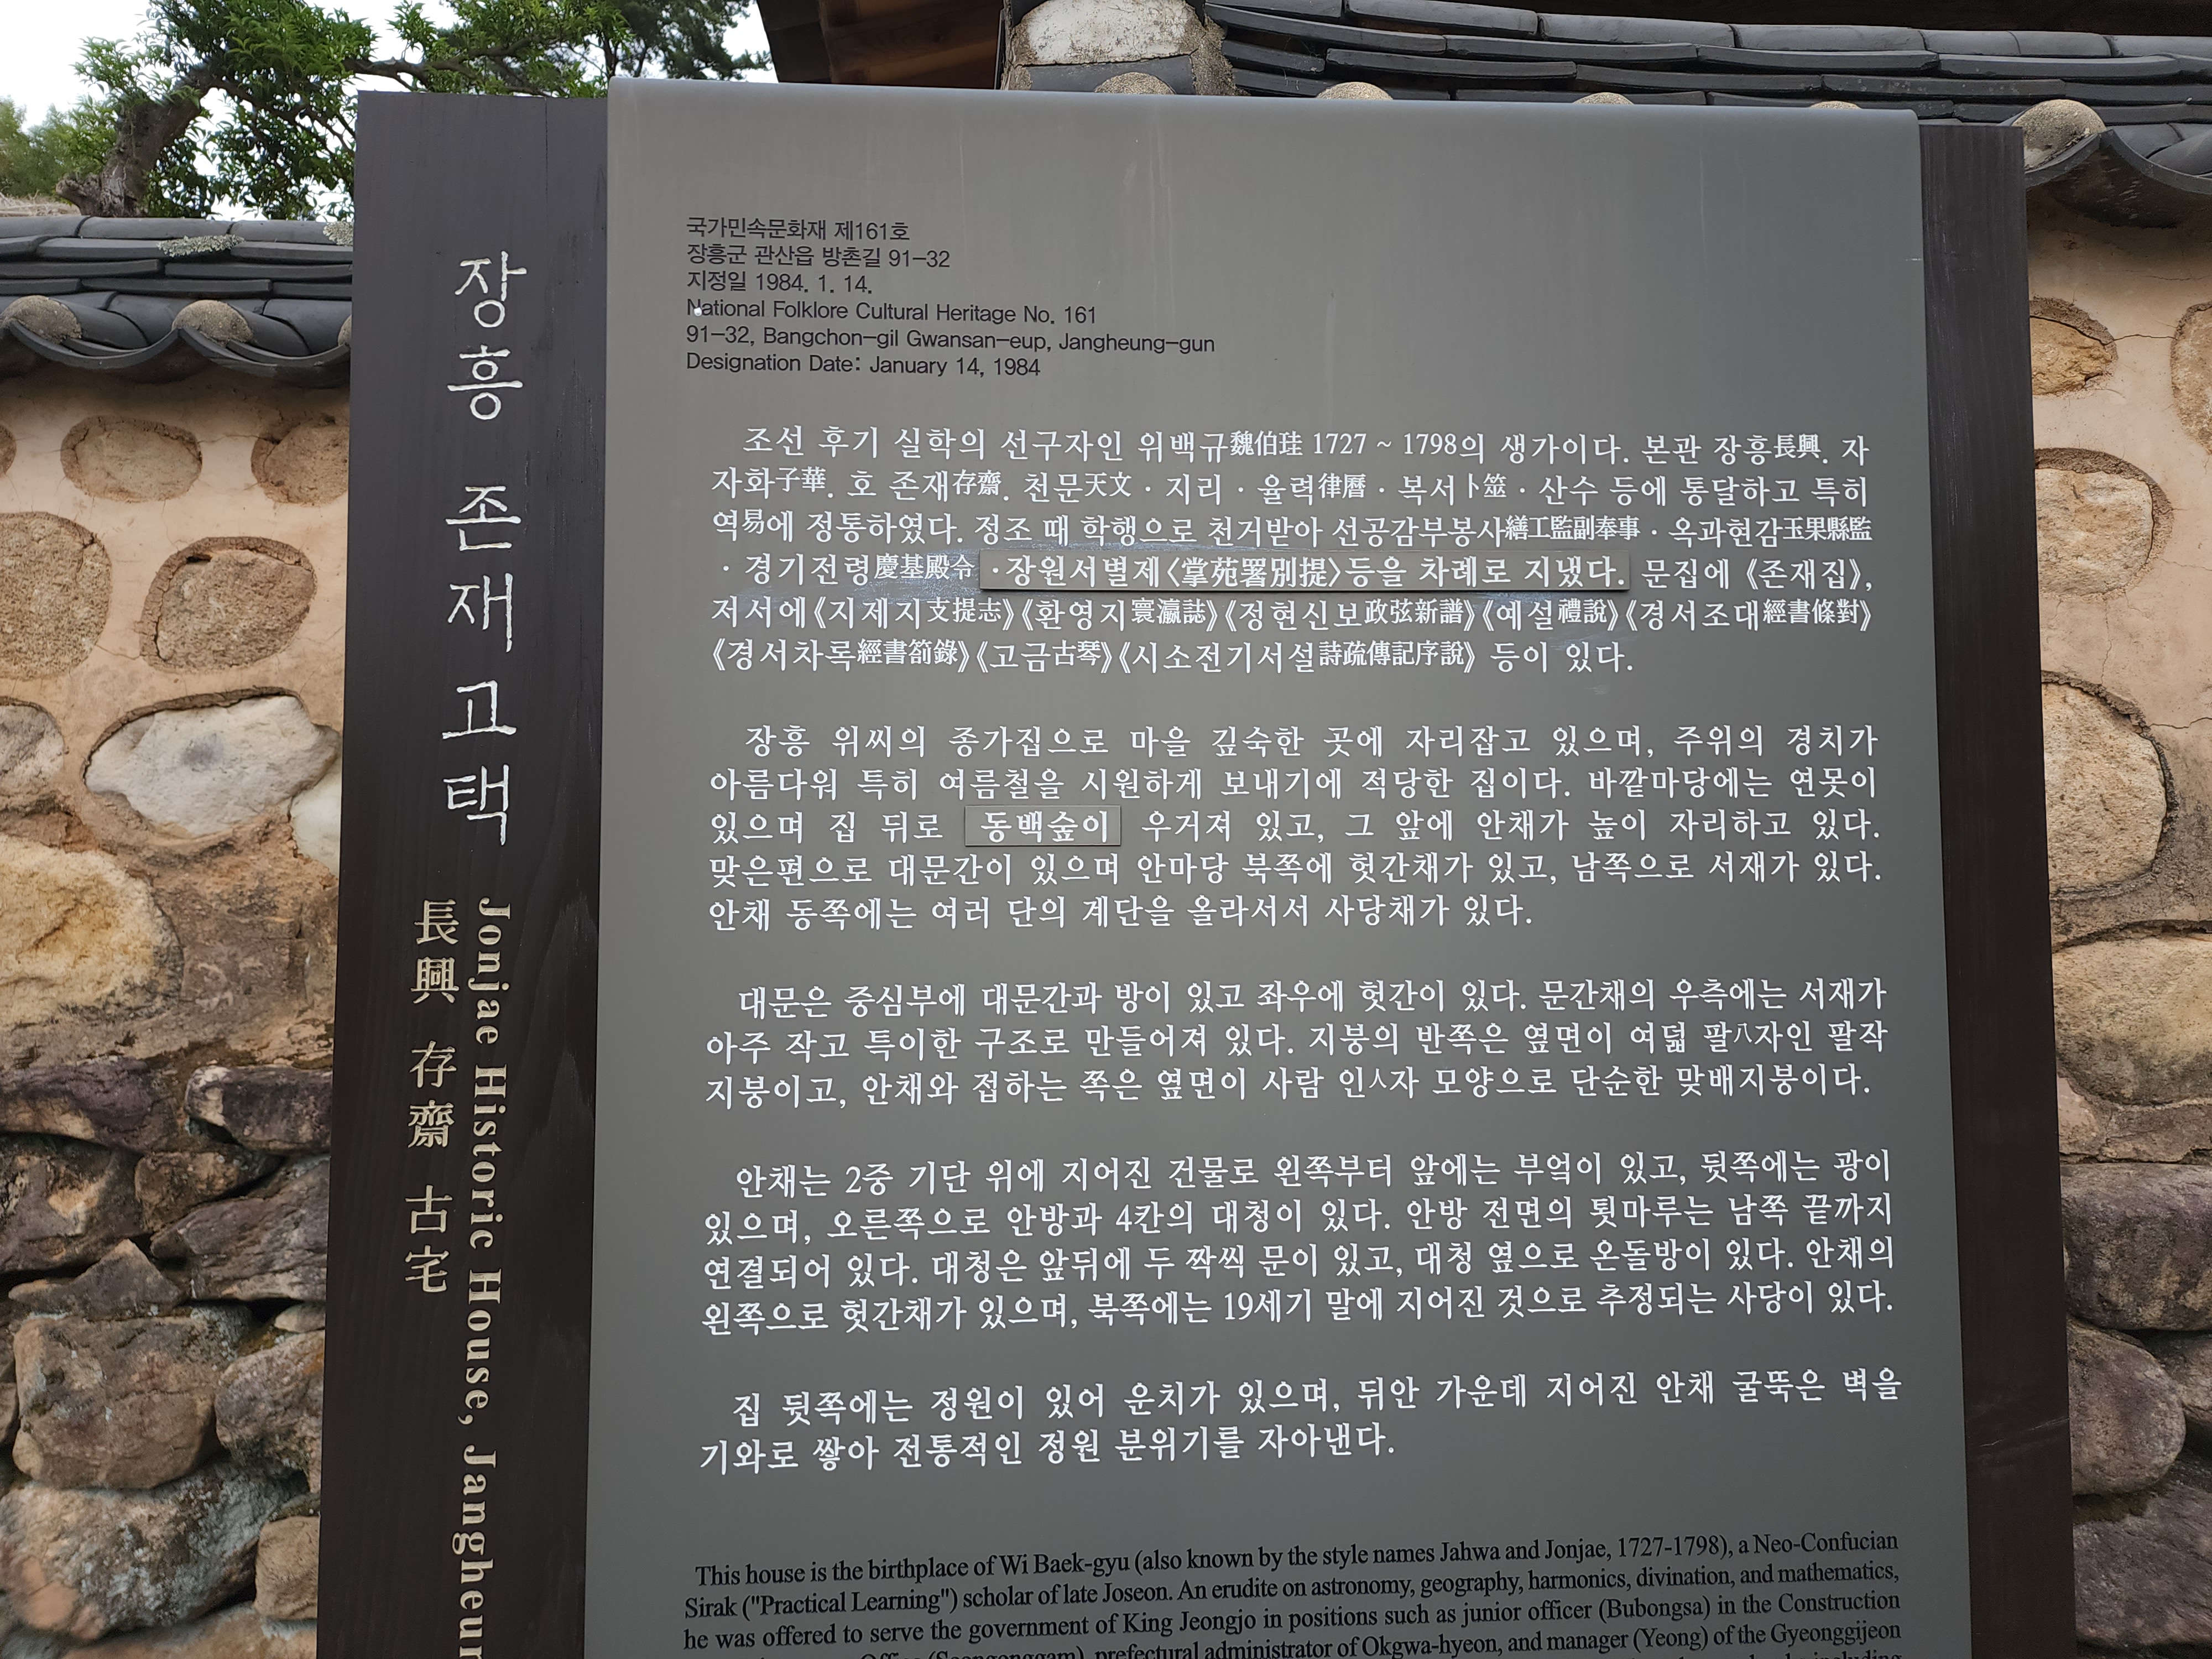 장흥 존재고택
長興 存齋 古宅
Jonjae Historic House, Jangheun
국가민속문화재 제161호
장흥군 관산읍 방촌길 91-32
지정일 1984. 1. 14.
National Folklore Cultural Heritage No. 161
91-32, Bangchon-gil Gwansan-eup, Jangheung-gun
Designation Date: January 14, 1984
조선 후기 실학의 선구자인 위백규魏伯珪 1727 ~ 1798의 생가이다. 본관 장흥長興. 자
자화子華. 호 존재存齋. 천문天文 · 지리 · 율력律曆 · 복서卜筮 · 산수 등에 통달하고 특히
역易에 정통하였다. 정조 때 학행으로 천거받아 선공감부봉사繕工監副奉事 · 옥과현감玉果縣監
· 경기전령慶基殿令 ·장원서별제〈掌苑署別提〉등을 차례로 지냈다. 문집에 《존재집》,
저서에《지제지支提志》《환영지寰瀛誌》《정현신보政弦新譜》《예설禮說》《경서조대經書條對》
《경서차록經書箚錄》《고금古琴》《시소전기서설詩疏傳記序說》 등이 있다.
장흥 위씨의 종가집으로 마을 깊숙한 곳에 자리잡고 있으며, 주위의 경치가
아름다워 특히 여름철을 시원하게 보내기에 적당한 집이다. 바깥마당에는 연못이
있으며 집 뒤로 동백숲이 우거져 있고, 그 앞에 안채가 높이 자리하고 있다.
맞은편으로 대문간이 있으며 안마당 북쪽에 헛간채가 있고, 남쪽으로 서재가 있다.
안채 동쪽에는 여러 단의 계단을 올라서서 사당채가 있다.
대문은 중심부에 대문간과 방이 있고 좌우에 헛간이 있다. 문간채의 우측에는 서재가
아주 작고 특이한 구조로 만들어져 있다. 지붕의 반쪽은 옆면이 여덟 팔八자인 팔작
지붕이고, 안채와 접하는 쪽은 옆면이 사람 인人자 모양으로 단순한 맞배지붕이다.
안채는 2중 기단 위에 지어진 건물로 왼쪽부터 앞에는 부엌이 있고, 뒷쪽에는 광이
있으며, 오른쪽으로 안방과 4칸의 대청이 있다. 안방 전면의 툇마루는 남쪽 끝까지
연결되어 있다. 대청은 앞뒤에 두 짝씩 문이 있고, 대청 옆으로 온돌방이 있다. 안채의
왼쪽으로 헛간채가 있으며, 북쪽에는 19세기 말에 지어진 것으로 추정되는 사당이 있다.
집 뒷쪽에는 정원이 있어 운치가 있으며, 뒤안 가운데 지어진 안채 굴뚝은 벽을
기와로 쌓아 전통적인 정원 분위기를 자아낸다.
This house is the birthplace of Wi Baek-gyu (also known by the style names Jahwa and Jonjae, 1727-1798), a Neo-Confucian
Sirak ("Practical Learning") scholar of late Joseon. An erudite on astronomy, geography, harmonics, divination, and mathematics,
he was offered to serve the government of King Jeongjo in positions such as junior officer (Bubongsa) in the Construction
prefectural administrator of Okgwa-hyeon, and manager (Yeong) of the Gyeonggijeon